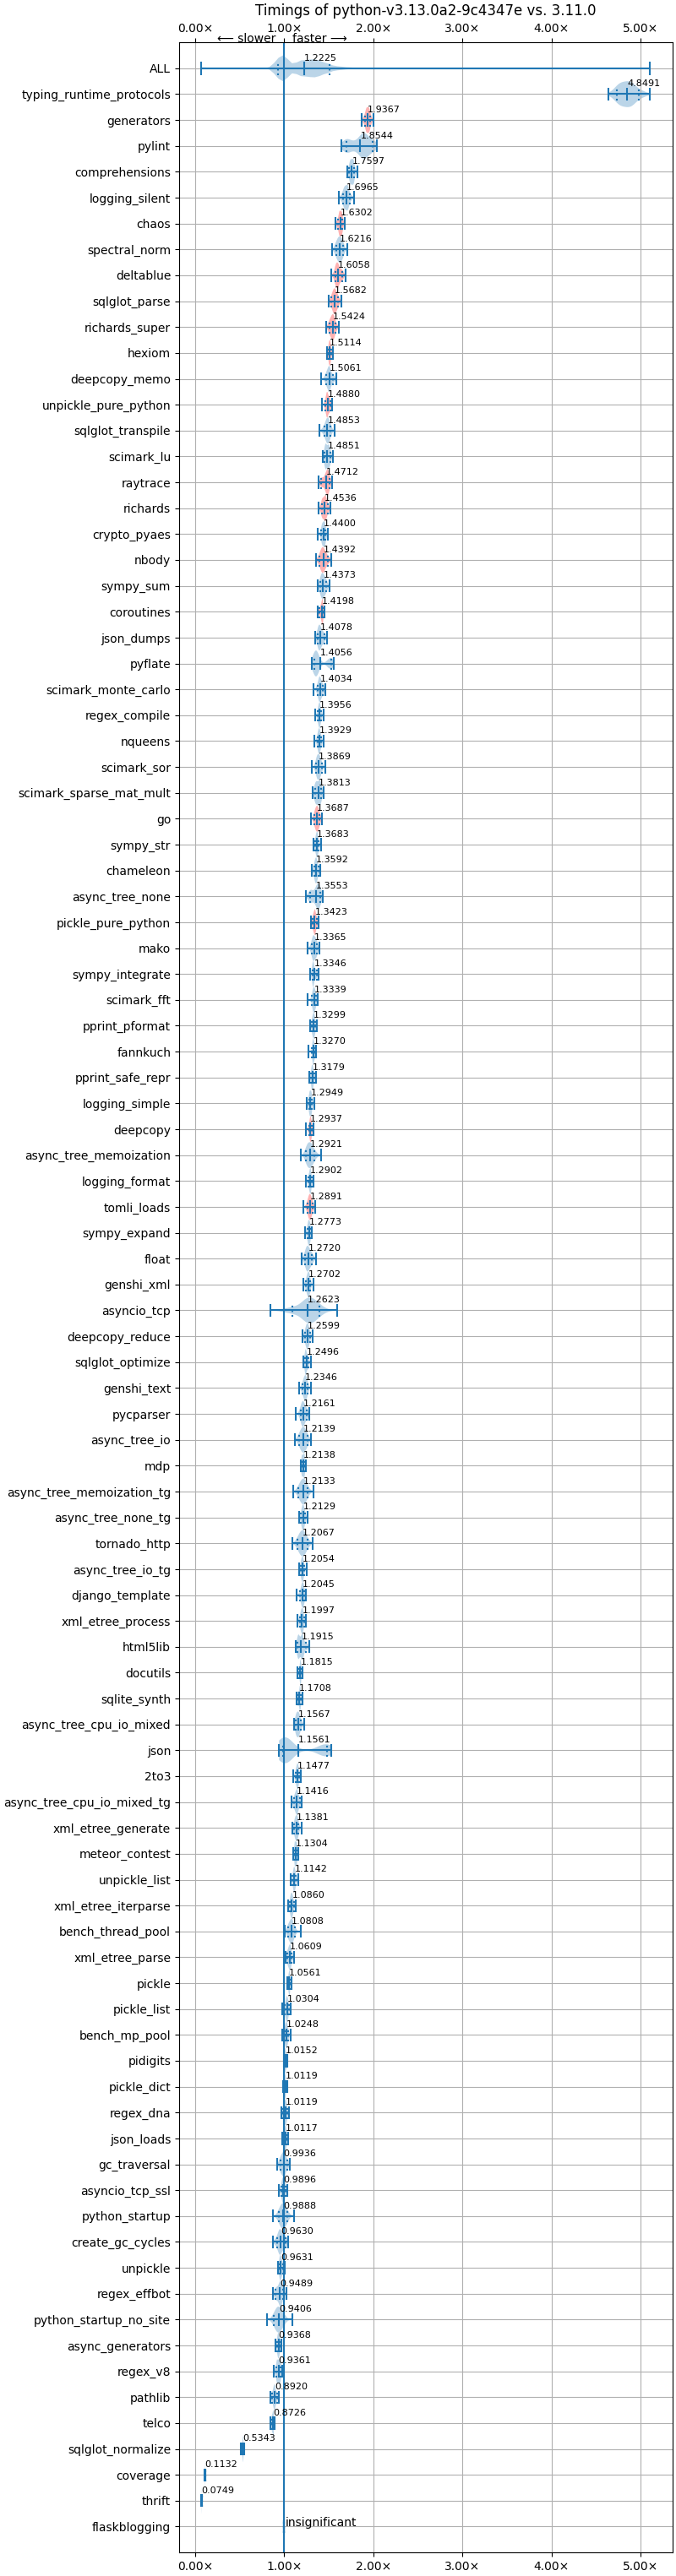 Timings of python-v3.13.0a2-9c4347e vs. 3.11.0
0.00× 1.00× 2.00× 3.00× 4.00× 5.00×
⟵ slower faster ⟶
ALL 1.2225
typing_runtime_protocols 4.8491
generators 1.9367
pylint 1.8544
comprehensions 1.7597
logging_silent 1.6965
chaos 1.6302
spectral_norm 1.6216
deltablue 1.6058
sqlglot_parse 1.5682
richards_super 1.5424
hexiom 1.5114
deepcopy_memo 1.5061
unpickle_pure_python 1.4880
sqlglot_transpile 1.4853
scimark_lu 1.4851
raytrace 1.4712
richards 1.4536
crypto_pyaes 1.4400
nbody 1.4392
sympy_sum 1.4373
coroutines 1.4198
json_dumps 1.4078
pyflate 1.4056
scimark_monte_carlo 1.4034
regex_compile 1.3956
nqueens 1.3929
scimark_sor 1.3869
scimark_sparse_mat_mult 1.3813
go 1.3687
sympy_str 1.3683
chameleon 1.3592
async_tree_none 1.3553
pickle_pure_python 1.3423
mako 1.3365
sympy_integrate 1.3346
scimark_fft 1.3339
pprint_pformat 1.3299
fannkuch 1.3270
pprint_safe_repr 1.3179
logging_simple 1.2949
deepcopy 1.2937
async_tree_memoization 1.2921
logging_format 1.2902
tomli_loads 1.2891
sympy_expand 1.2773
float 1.2720
genshi_xml 1.2702
asyncio_tcp 1.2623
deepcopy_reduce 1.2599
sqlglot_optimize 1.2496
genshi_text 1.2346
pycparser 1.2161
async_tree_io 1.2139
mdp 1.2138
async_tree_memoization_tg 1.2133
async_tree_none_tg 1.2129
tornado_http 1.2067
async_tree_io_tg 1.2054
django_template 1.2045
xml_etree_process 1.1997
html5lib 1.1915
docutils 1.1815
sqlite_synth 1.1708
async_tree_cpu_io_mixed 1.1567
json 1.1561
2to3 1.1477
async_tree_cpu_io_mixed_tg 1.1416
xml_etree_generate 1.1381
meteor_contest 1.1304
unpickle_list 1.1142
xml_etree_iterparse 1.0860
bench_thread_pool 1.0808
xml_etree_parse 1.0609
pickle 1.0561
pickle_list 1.0304
bench_mp_pool 1.0248
pidigits 1.0152
pickle_dict 1.0119
regex_dna 1.0119
json_loads 1.0117
gc_traversal 0.9936
asyncio_tcp_ssl 0.9896
python_startup 0.9888
create_gc_cycles 0.9630
unpickle 0.9631
regex_effbot 0.9489
python_startup_no_site 0.9406
async_generators 0.9368
regex_v8 0.9361
pathlib 0.8920
telco 0.8726
sqlglot_normalize 0.5343
coverage 0.1132
thrift 0.0749
flaskblogging insignificant
0.00× 1.00× 2.00× 3.00× 4.00× 5.00×